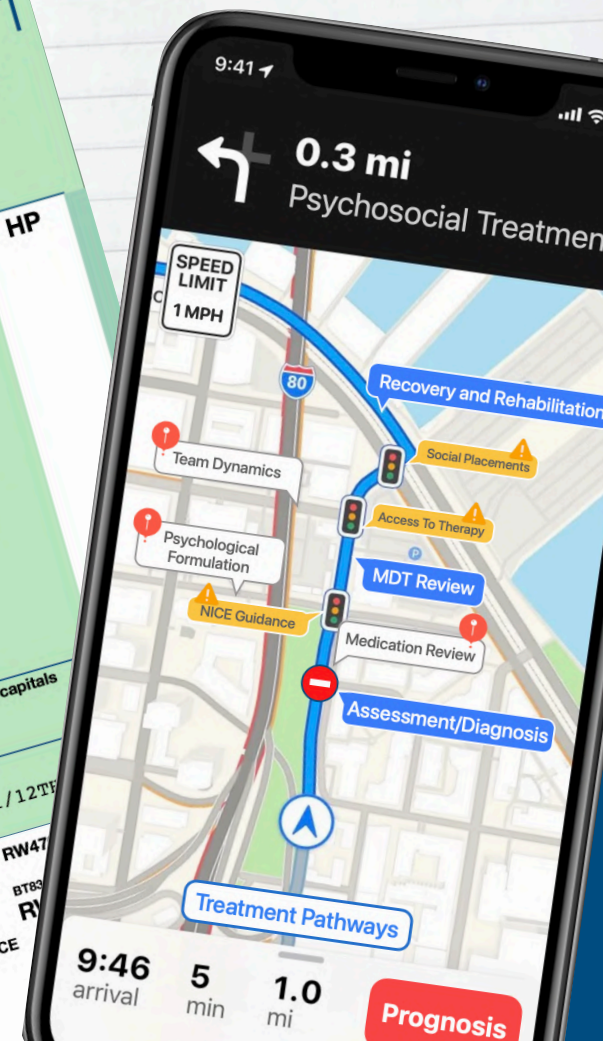 HP
capitals
/12T
RW47
BT83
CE
9:41
0.3 mi
Psychosocial Treatmen
SPEED
LIMIT
1 MPH
80
Recovery and Rehabilitation
Social Placements
Team Dynamics
Access To Therapy
Psychological
Formulation
P
MDT Review
NICE Guidance
Medication Review
Assessment/Diagnosis
Treatment Pathways
9:46
arrival
5
min
1.0
mi
Prognosis